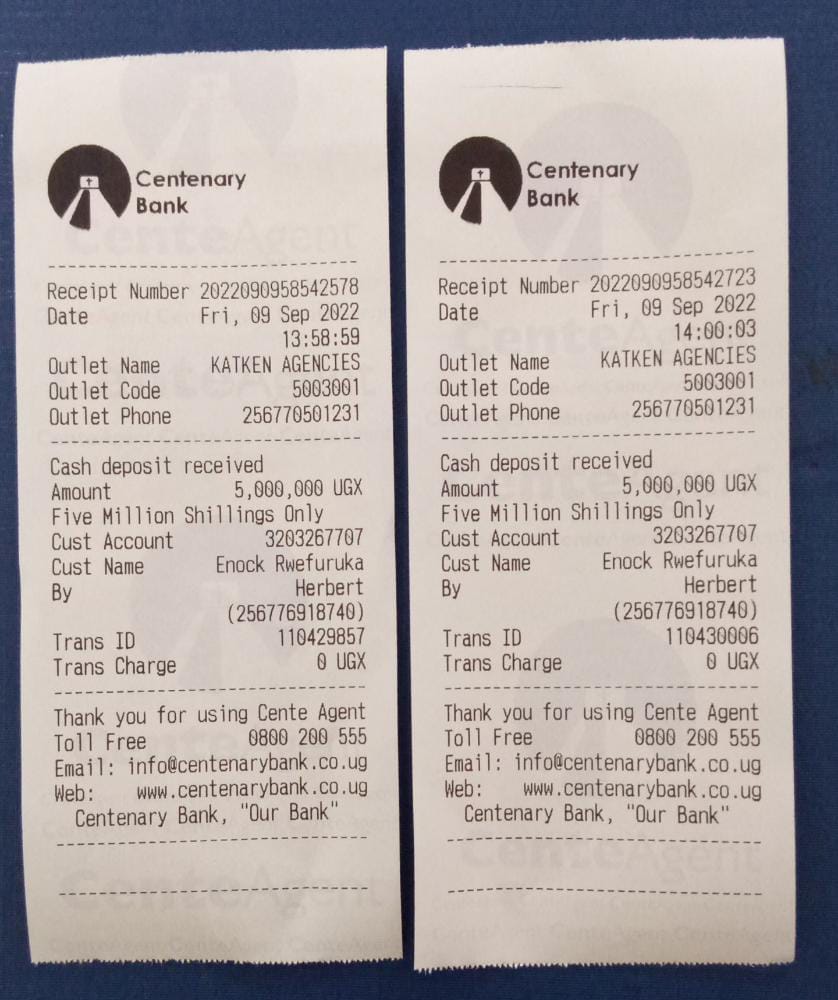 Centenary
Bank
Receipt Number 2022090958542578
Date Fri, 09 Sep 2022
13:58:59
Outlet Name KATKEN AGENCIES
Outlet Code 5003001
Outlet Phone 256770501231
Cash deposit received
Amount 5,000,000 UGX
Five Million Shillings Only
Cust Account 3203267707
Cust Name Enock Rwefuruka
By Herbert
(256776918740)
Trans ID 110429857
Trans Charge 0 UGX
Thank you for using Cente Agent
Toll Free 0800 200 555
Email: info@centenarybank.co.ug
Web: www.centenarybank.co.ug
Centenary Bank, "Our Bank"
CenteAgent
Centenary
Bank
Receipt Number 2022090958542723
Date Fri, 09 Sep 2022
14:00:03
Outlet Name KATKEN AGENCIES
Outlet Code 5003001
Outlet Phone 256770501231
Cash deposit received
Amount 5,000,000 UGX
Five Million Shillings Only
Cust Account 3203267707
Cust Name Enock Rwefuruka
By Herbert
(256776918740)
Trans ID 110430006
Trans Charge 0 UGX
Thank you for using Cente Agent
Toll Free 0800 200 555
Email: info@centenarybank.co.ug
Web: www.centenarybank.co.ug
Centenary Bank, "Our Bank"
CenteAgent